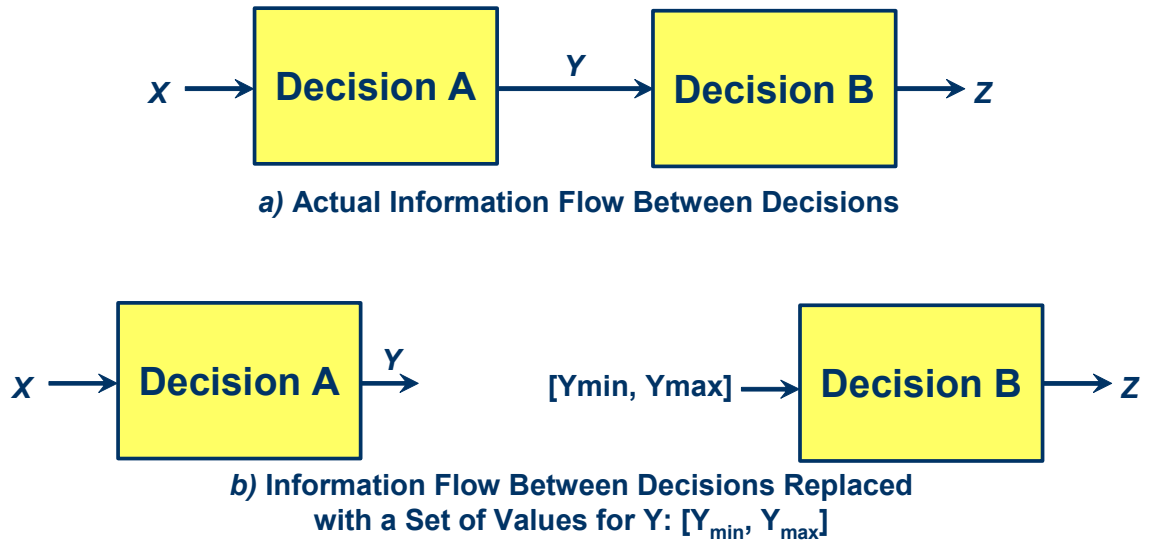 Y
X
Decision A
Decision B
Z
a) Actual Information Flow Between Decisions
Y
X
Decision A
[Ymin, Ymax]
Decision B
Z
b) Information Flow Between Decisions Replaced
with a Set of Values for Y: [Ymin, Ymax]